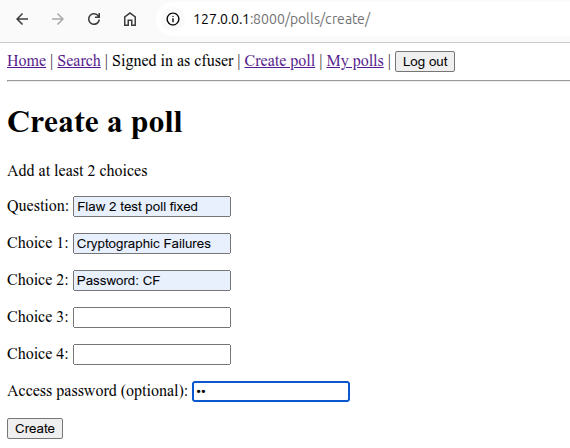 127.0.0.1:8000/polls/create/
Home | Search | Signed in as cfuser | Create poll | My polls | Log out
Create a poll
Add at least 2 choices
Question: Flaw 2 test poll fixed
Choice 1: Cryptographic Failures
Choice 2: Password: CF
Choice 3:
Choice 4:
Access password (optional): ••
Create